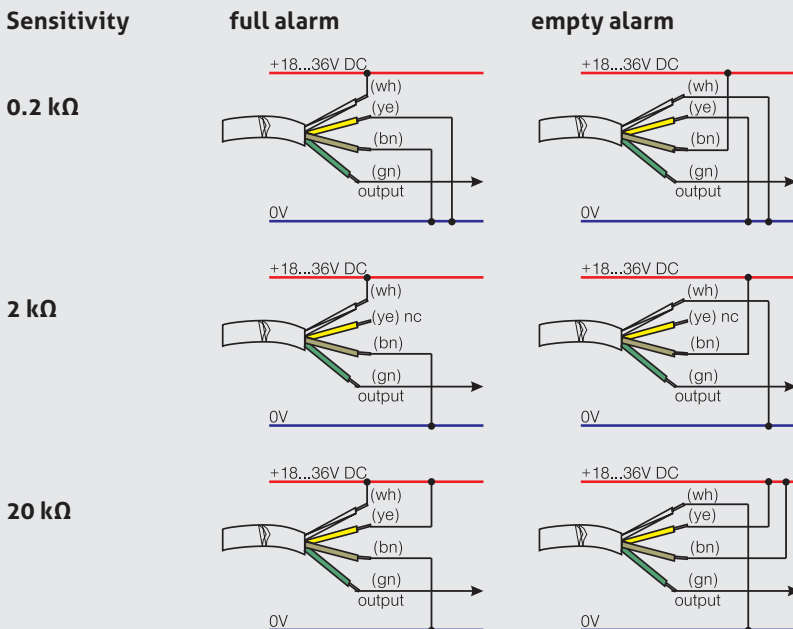 Sensitivity full alarm empty alarm
0.2 kΩ
+18...36V DC
(wh)
(ye)
(bn)
(gn)
output
0V
+18...36V DC
(wh)
(ye)
(bn)
(gn)
output
0V
2 kΩ
+18...36V DC
(wh)
(ye) nc
(bn)
(gn)
output
0V
+18...36V DC
(wh)
(ye) nc
(bn)
(gn)
output
0V
20 kΩ
+18...36V DC
(wh)
(ye)
(bn)
(gn)
output
0V
+18...36V DC
(wh)
(ye)
(bn)
(gn)
output
0V